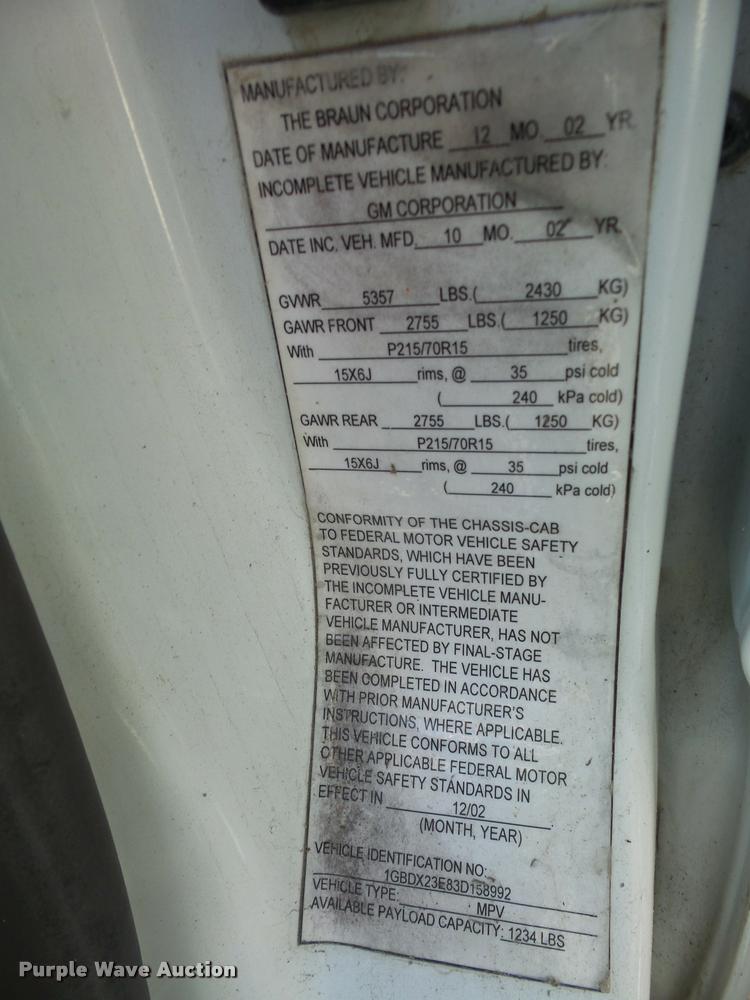 MANUFACTURED BY:
THE BRAUN CORPORATION
DATE OF MANUFACTURE 12 MO. 02 YR.
INCOMPLETE VEHICLE MANUFACTURED BY:
GM CORPORATION
DATE INC. VEH. MFD. 10 MO. 02 YR.
GVWR 5357 LBS.( 2430 KG)
GAWR FRONT 2755 LBS.( 1250 KG)
With P215/70R15 tires,
15X6J rims, @ 35 psi cold
( 240 kPa cold)
GAWR REAR 2755 LBS.( 1250 KG)
With P215/70R15 tires,
15X6J rims, @ 35 psi cold
( 240 kPa cold)
CONFORMITY OF THE CHASSIS-CAB
TO FEDERAL MOTOR VEHICLE SAFETY
STANDARDS, WHICH HAVE BEEN
PREVIOUSLY FULLY CERTIFIED BY
THE INCOMPLETE VEHICLE MANU-
FACTURER OR INTERMEDIATE
VEHICLE MANUFACTURER, HAS NOT
BEEN AFFECTED BY FINAL-STAGE
MANUFACTURE. THE VEHICLE HAS
BEEN COMPLETED IN ACCORDANCE
WITH PRIOR MANUFACTURER'S
INSTRUCTIONS, WHERE APPLICABLE.
THIS VEHICLE CONFORMS TO ALL
OTHER APPLICABLE FEDERAL MOTOR
VEHICLE SAFETY STANDARDS IN
EFFECT IN 12/02
(MONTH, YEAR)
VEHICLE IDENTIFICATION NO:
1GBDX23E83D158992
VEHICLE TYPE: MPV
AVAILABLE PAYLOAD CAPACITY: 1234 LBS
Purple Wave Auction